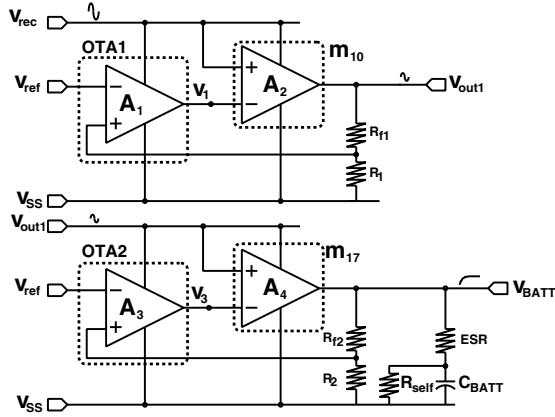 Vrec
OTA1
m10
Vref
A1
V1
A2
Vout1
Rf1
R1
VSS
Vout1
OTA2
m17
Vref
A3
V3
A4
VBATT
Rf2
ESR
R2
Rself
CBATT
VSS